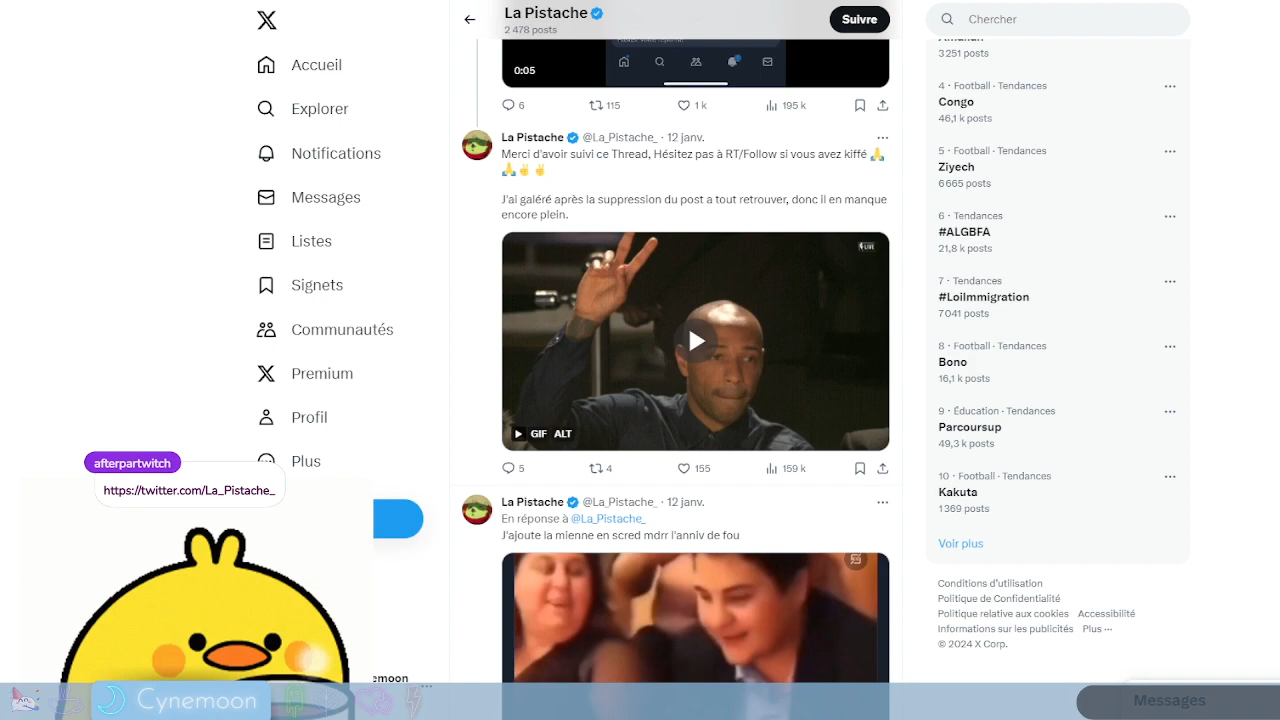 La Pistache
2 478 posts
Suivre
Chercher
Accueil
Explorer
Notifications
Messages
Listes
Signets
Communautés
Premium
Profil
Plus
afterpartwitch
https://twitter.com/La_Pistache_
Cynemoon
emoon
0:05
6
115
1 k
195 k
La Pistache @La_Pistache_ · 12 janv.
Merci d'avoir suivi ce Thread, Hésitez pas à RT/Follow si vous avez kiffé 🙏
🙏✌️✌️
J'ai galéré après la suppression du post a tout retrouver, donc il en manque
encore plein.
LIVE
GIF ALT
5
4
155
159 k
La Pistache @La_Pistache_ · 12 janv.
En réponse à @La_Pistache_
J'ajoute la mienne en scred mdrr l'anniv de fou
3 251 posts
4 · Football · Tendances
Congo
46,1 k posts
5 · Football · Tendances
Ziyech
6 665 posts
6 · Tendances
#ALGBFA
21,8 k posts
7 · Tendances
#LoiImmigration
7 041 posts
8 · Football · Tendances
Bono
16,1 k posts
9 · Éducation · Tendances
Parcoursup
49,3 k posts
10 · Football · Tendances
Kakuta
1 369 posts
Voir plus
Conditions d'utilisation
Politique de Confidentialité
Politique relative aux cookies Accessibilité
Informations sur les publicités Plus ···
© 2024 X Corp.
Messages